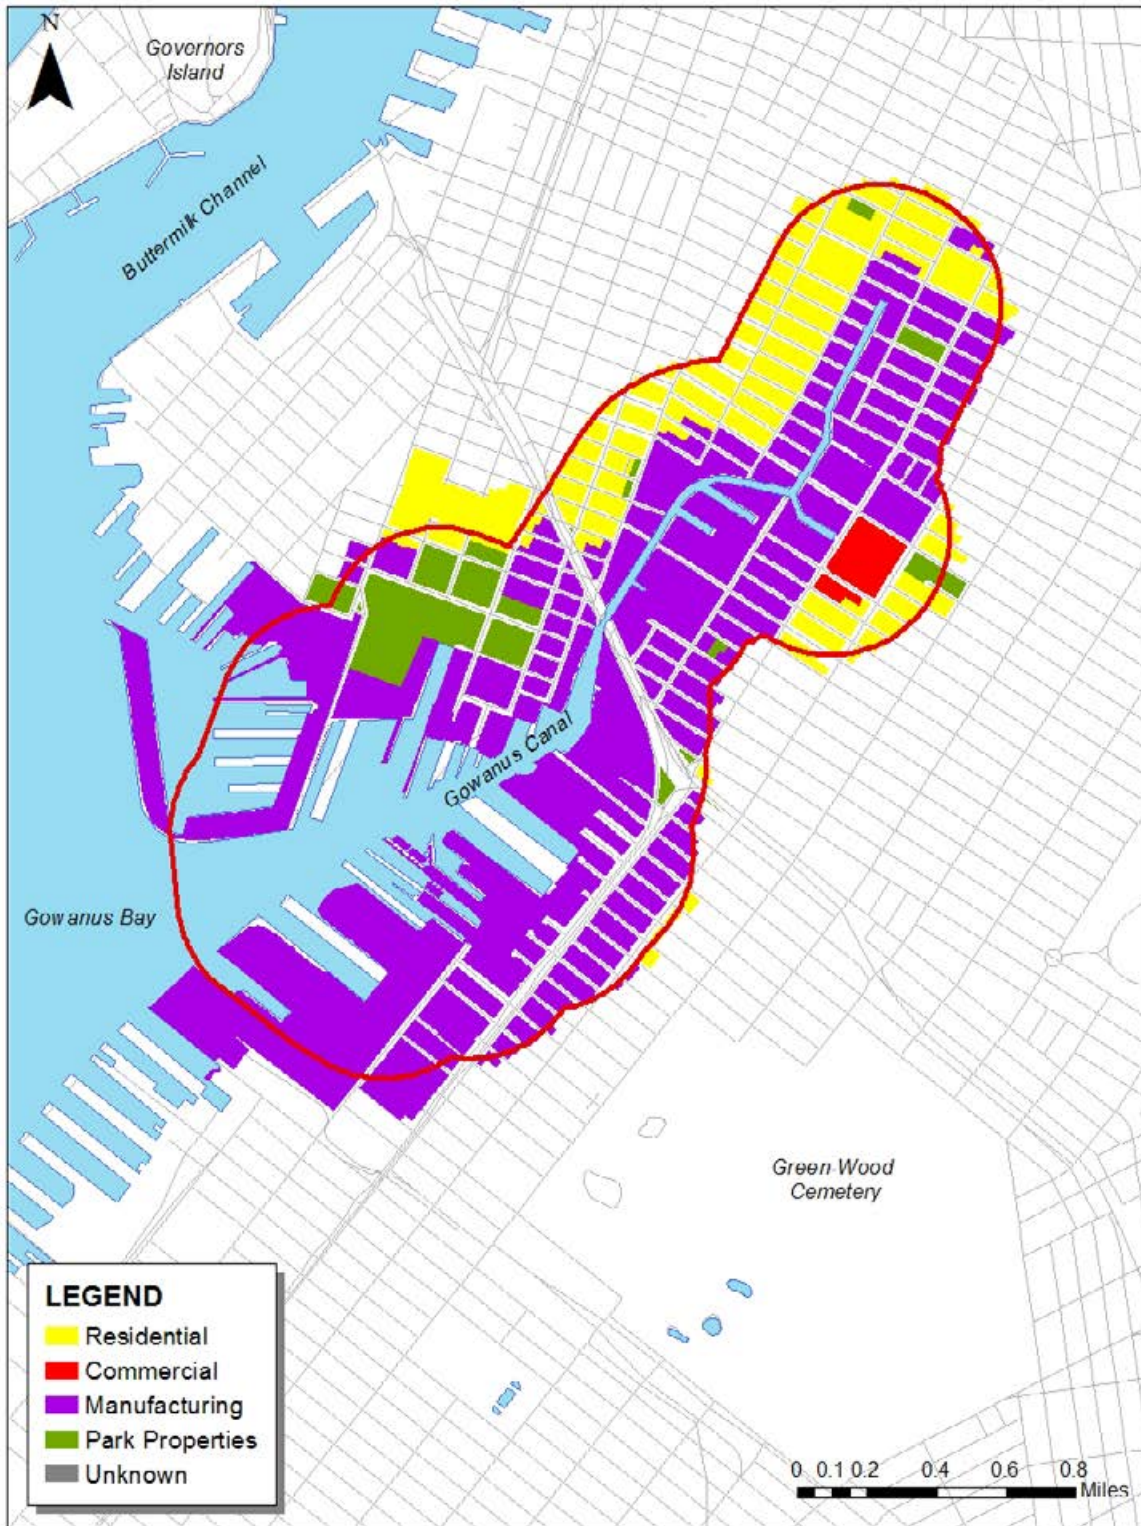 N
Governors
Island
Buttermilk Channel
Gowanus Canal
Gowanus Bay
Green-Wood
Cemetery
LEGEND
Residential
Commercial
Manufacturing
Park Properties
Unknown
0 0.1 0.2 0.4 0.6 0.8
Miles